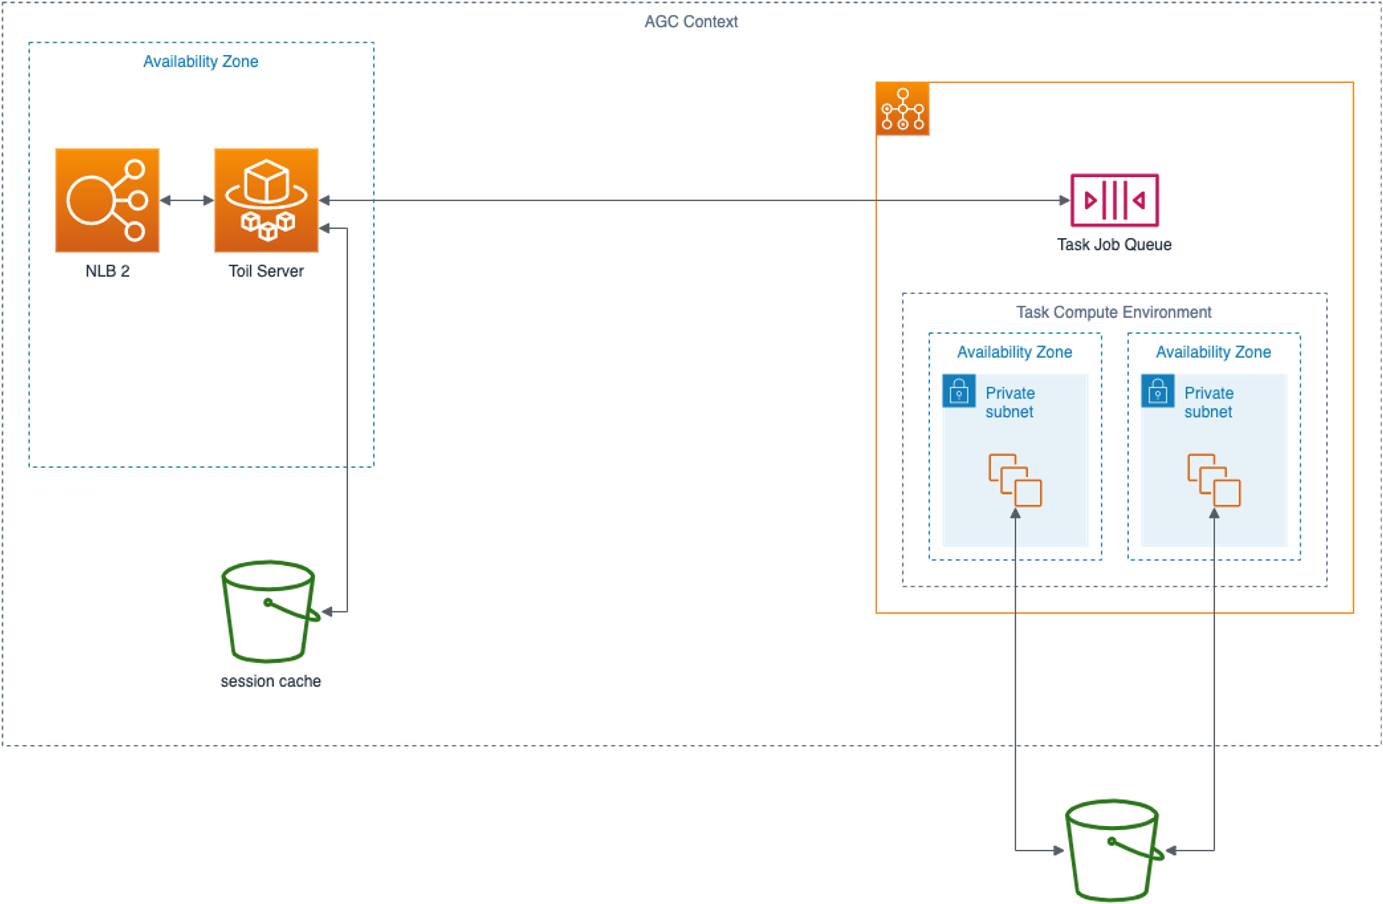 AGC Context
Availability Zone
NLB 2
Toil Server
Task Job Queue
Task Compute Environment
Availability Zone
Private
subnet
Availability Zone
Private
subnet
session cache